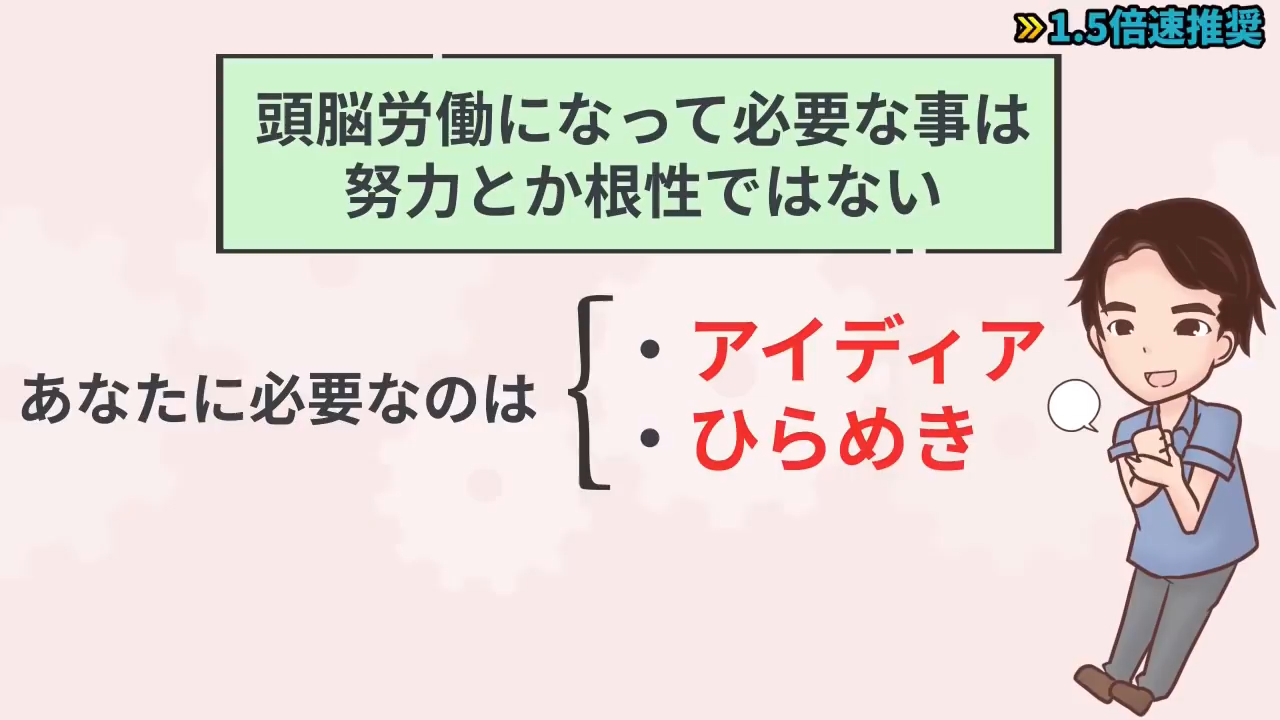 »1.5倍速推奨
頭脳労働になって必要な事は
努力とか根性ではない
あなたに必要なのは
・アイディア
・ひらめき